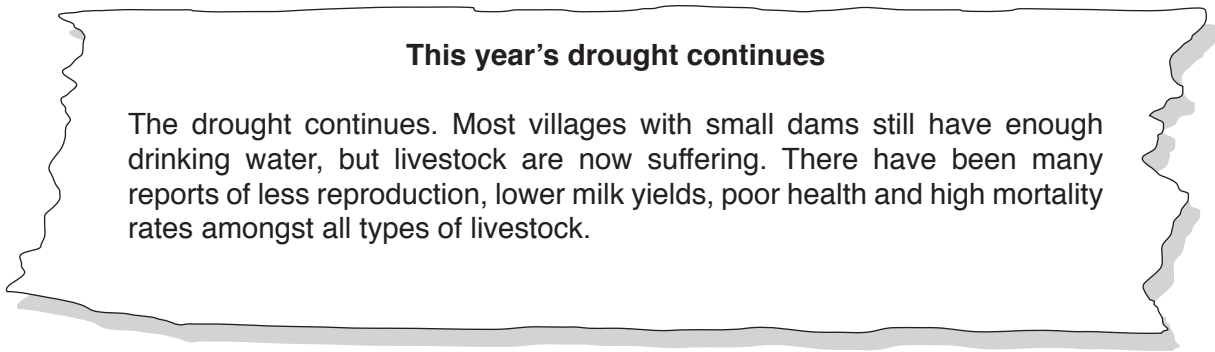 This year’s drought continues
The drought continues. Most villages with small dams still have enough
drinking water, but livestock are now suffering. There have been many
reports of less reproduction, lower milk yields, poor health and high mortality
rates amongst all types of livestock.